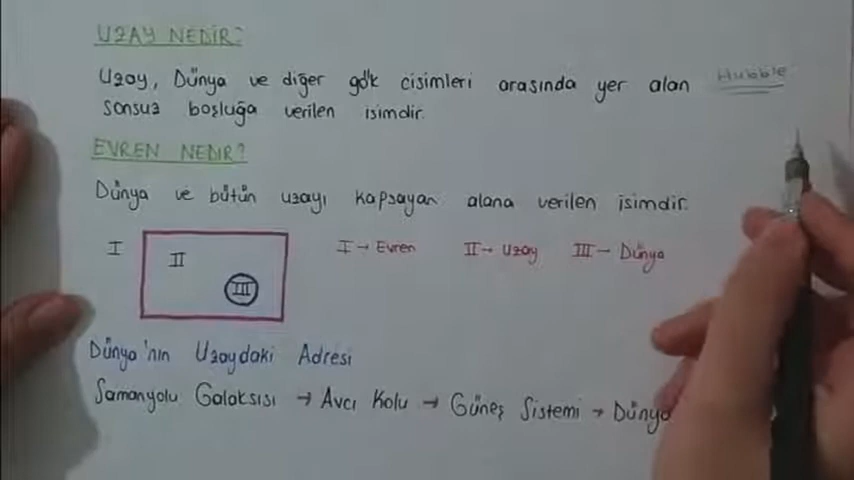 UZAY NEDİR?
Uzay, Dünya ve diğer gök cisimleri arasında yer alan Hubble
sonsuz boşluğa verilen isimdir.
EVREN NEDİR?
Dünya ve bütün uzayı kapsayan alana verilen isimdir.
I II III I → Evren II → Uzay III → Dünya
Dünya'nın Uzaydaki Adresi
Samanyolu Galaksisi → Avcı Kolu → Güneş Sistemi → Dünya